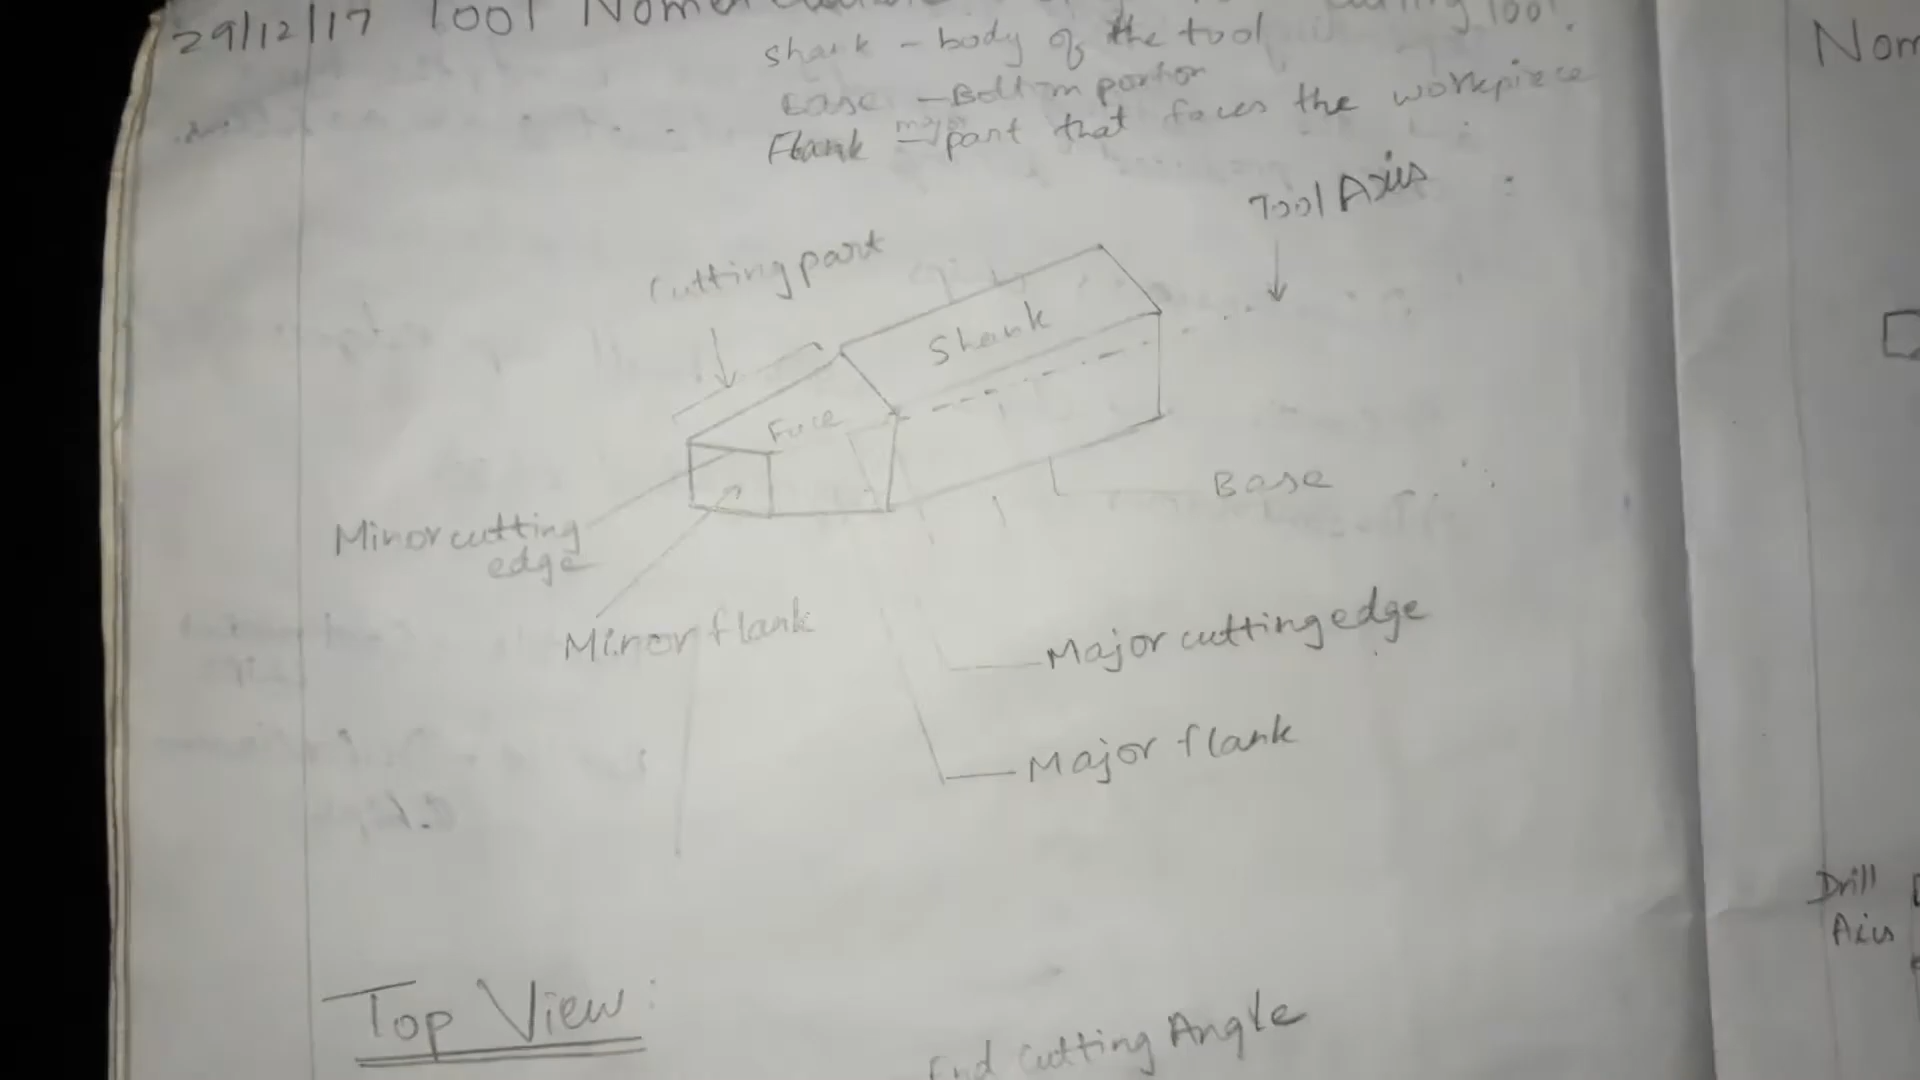 29/12/17 Tool
Cutting Tool.
shank - body of the tool
Base - Bottom portion
major
Flank - part that faces the workpiece
Tool Axis
Cutting part
Shank
Face
Base
Minor cutting
edge
Minor flank
Major cutting edge
Major flank
Top View:
End Cutting Angle
Nom
Drill
Axis